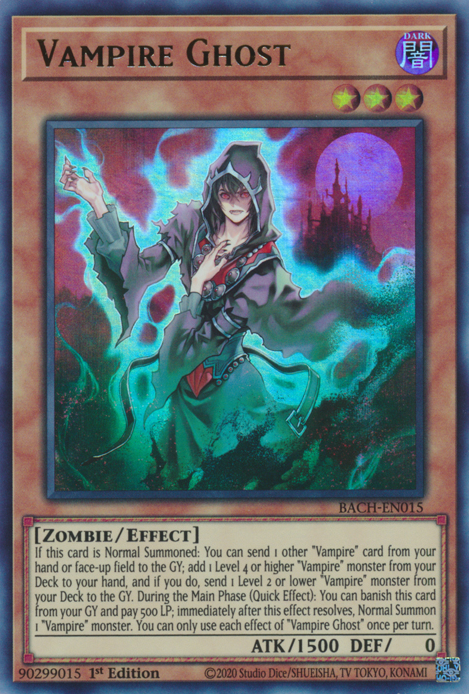 VAMPIRE GHOST
DARK
闇
BACH-EN015
[ZOMBIE/EFFECT]
If this card is Normal Summoned: You can send 1 other "Vampire" card from
your hand or face-up field to the GY; add 1 Level 4 or higher "Vampire" monster from your
Deck to your hand, and if you do, send 1 Level 2 or lower "Vampire" monster
from your Deck to the GY. During the Main Phase (Quick Effect): You can banish this
card from your GY and pay 500 LP; immediately after this effect resolves, Normal Summon
1 "Vampire" monster. You can only use each effect of "Vampire Ghost" once per turn.
ATK/1500 DEF/ 0
90299015 1st Edition ©2020 Studio Dice/SHUEISHA, TV TOKYO, KONAMI